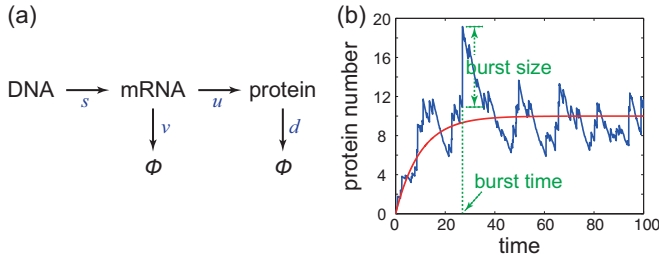 (a)
DNA s mRNA u protein
v d
Φ Φ
(b)
protein number
20
16
12
8
4
0
burst size
burst time
0 20 40 60 80 100
time